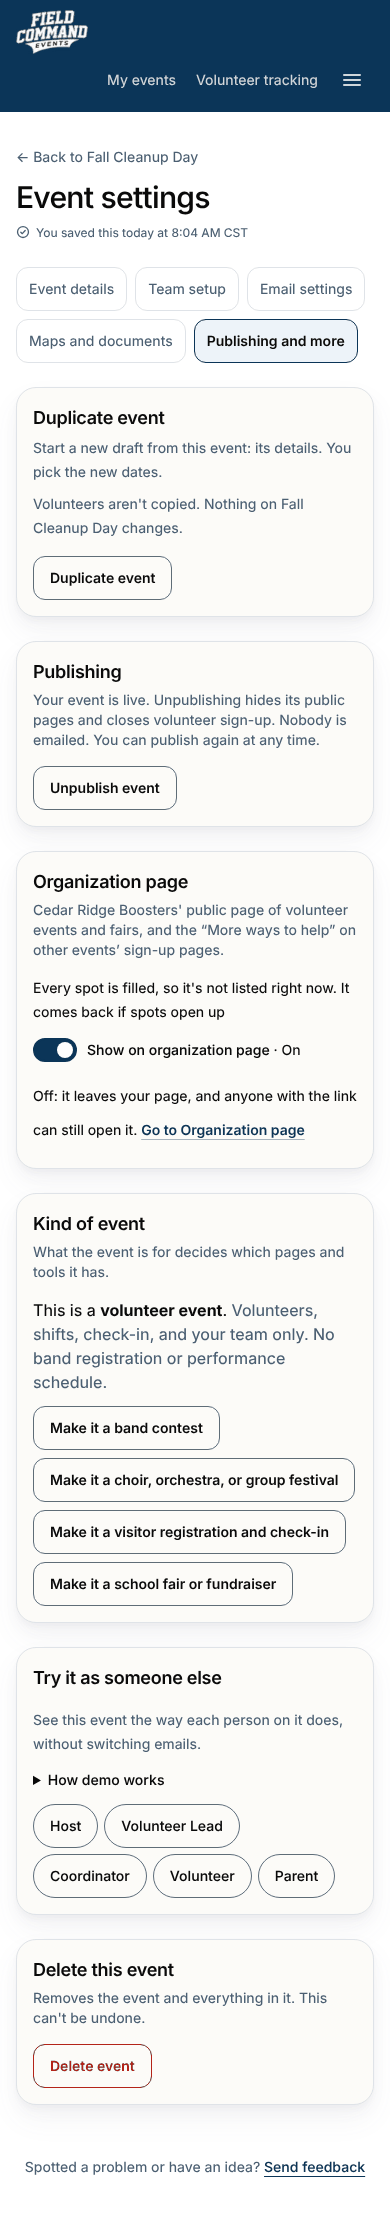 FIELD
COMMAND
EVENTS
My events Volunteer tracking
← Back to Fall Cleanup Day
Event settings
You saved this today at 8:04 AM CST
Event details Team setup Email settings
Maps and documents Publishing and more
Duplicate event
Start a new draft from this event: its details. You
pick the new dates.
Volunteers aren't copied. Nothing on Fall
Cleanup Day changes.
Duplicate event
Publishing
Your event is live. Unpublishing hides its public
pages and closes volunteer sign-up. Nobody is
emailed. You can publish again at any time.
Unpublish event
Organization page
Cedar Ridge Boosters' public page of volunteer
events and fairs, and the “More ways to help” on
other events’ sign-up pages.
Every spot is filled, so it's not listed right now. It
comes back if spots open up
Show on organization page · On
Off: it leaves your page, and anyone with the link
can still open it. Go to Organization page
Kind of event
What the event is for decides which pages and
tools it has.
This is a volunteer event. Volunteers,
shifts, check-in, and your team only. No
band registration or performance
schedule.
Make it a band contest
Make it a choir, orchestra, or group festival
Make it a visitor registration and check-in
Make it a school fair or fundraiser
Try it as someone else
See this event the way each person on it does,
without switching emails.
▶ How demo works
Host Volunteer Lead
Coordinator Volunteer Parent
Delete this event
Removes the event and everything in it. This
can't be undone.
Delete event
Spotted a problem or have an idea? Send feedback